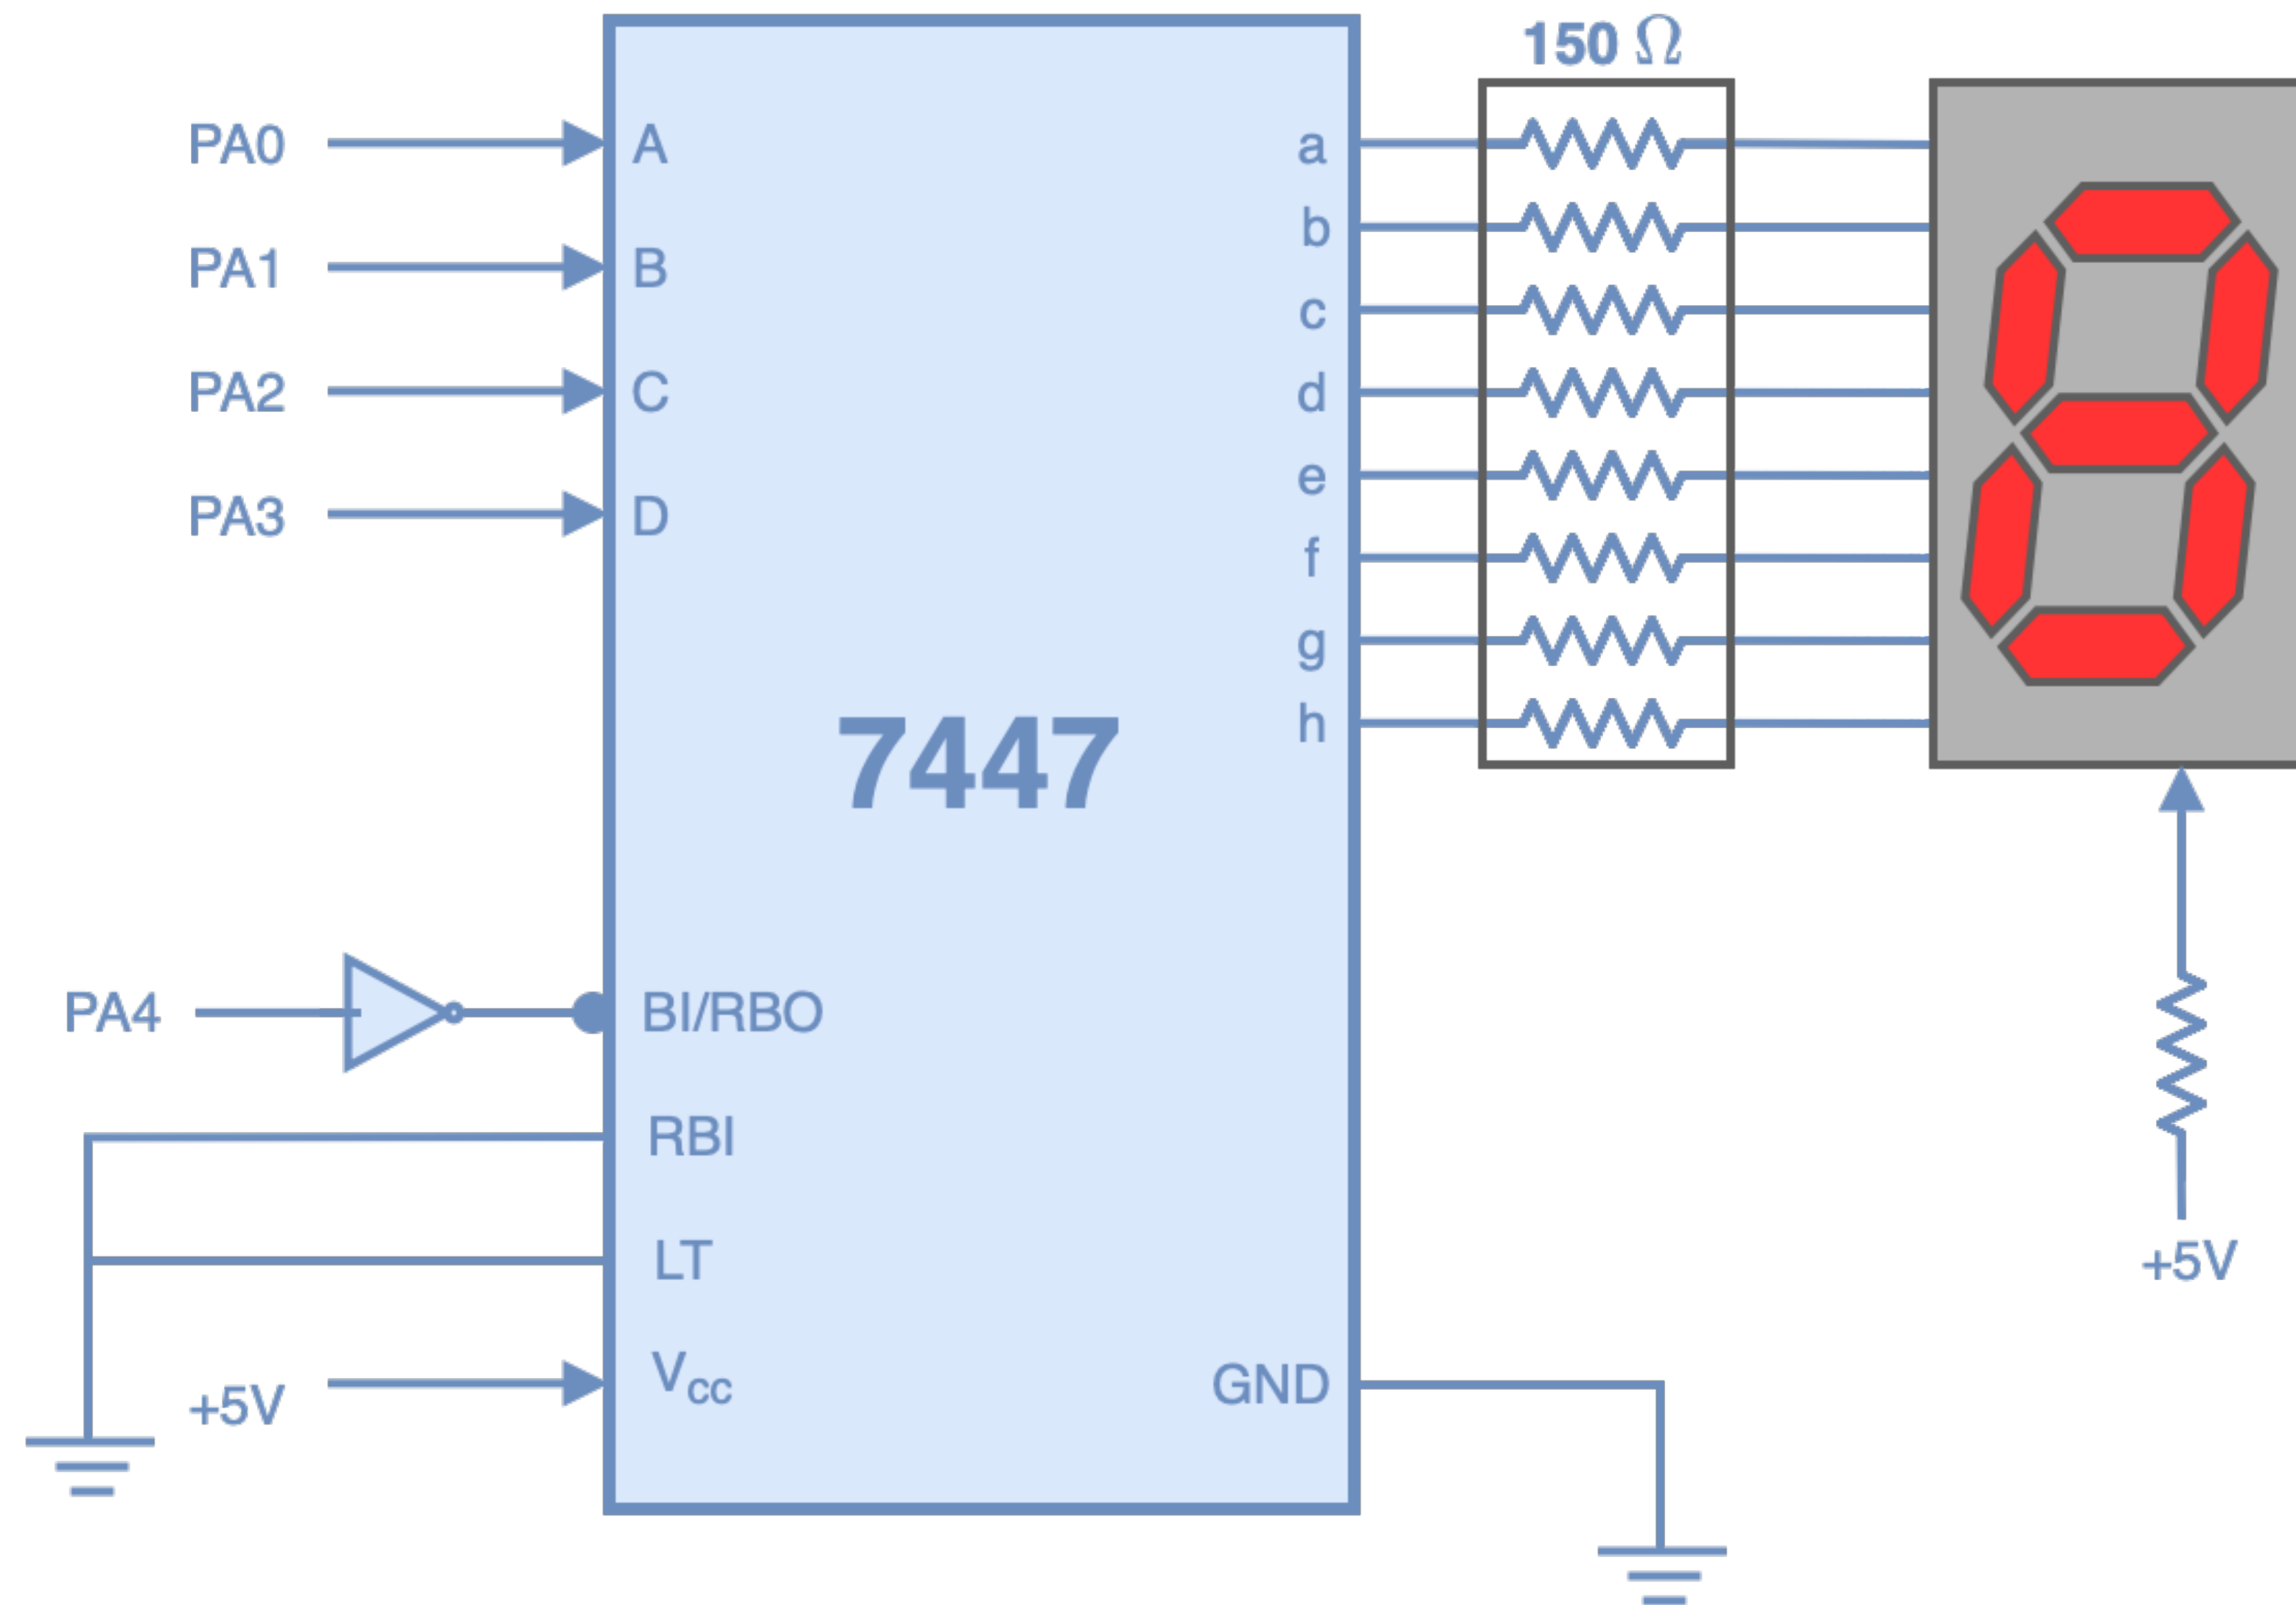 150 Ω
PA0
A
a
b
PA1
B
c
PA2
C
d
e
PA3
D
f
g
h
7447
PA4
BI/RBO
RBI
LT
+5V
+5V
VCC
GND